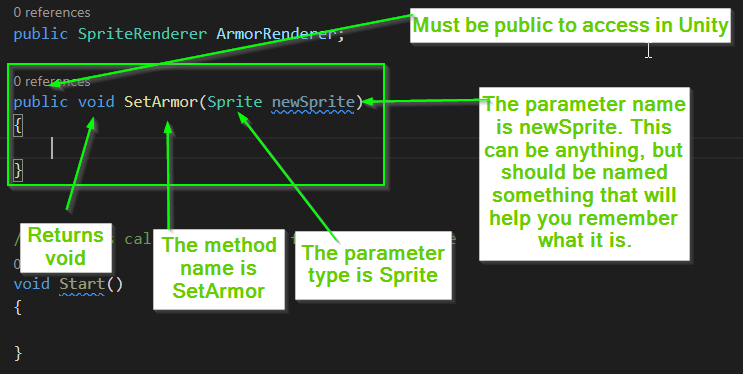 0 references
public SpriteRenderer ArmorRenderer;
Must be public to access in Unity
0 references
public void SetArmor(Sprite newSprite)
{
}
The parameter name
is newSprite. This
can be anything, but
should be named
something that will
help you remember
what it is.
Returns
void
The method
name is
SetArmor
The parameter
type is Sprite
/
s cal
e
0
void Start()
{
}